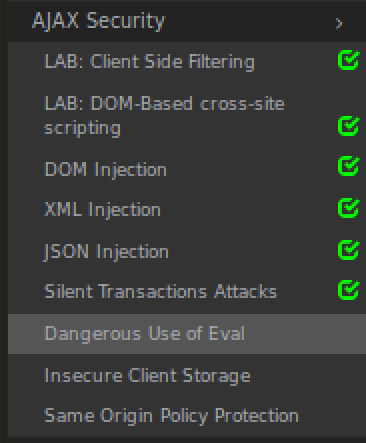 AJAX Security
LAB: Client Side Filtering
LAB: DOM-Based cross-site
scripting
DOM Injection
XML Injection
JSON Injection
Silent Transactions Attacks
Dangerous Use of Eval
Insecure Client Storage
Same Origin Policy Protection